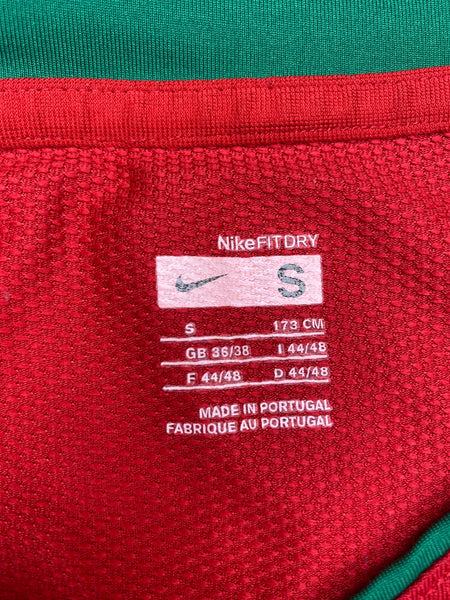 NikeFITDRY
S
S 173 CM
GB 36/38 I 44/48
F 44/48 D 44/48
MADE IN PORTUGAL
FABRIQUE AU PORTUGAL